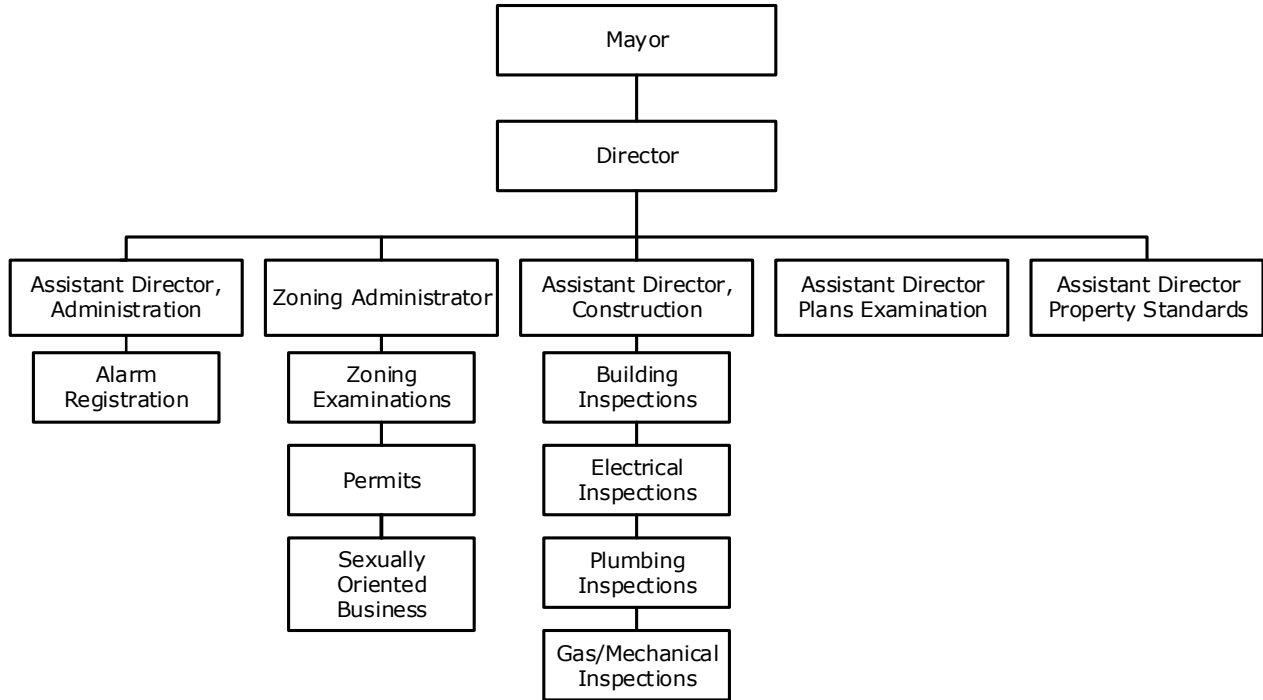 Mayor
Director
Assistant Director,
Administration
Zoning Administrator
Assistant Director,
Construction
Assistant Director
Plans Examination
Assistant Director
Property Standards
Alarm
Registration
Zoning
Examinations
Building
Inspections
Permits
Electrical
Inspections
Sexually
Oriented
Business
Plumbing
Inspections
Gas/Mechanical
Inspections